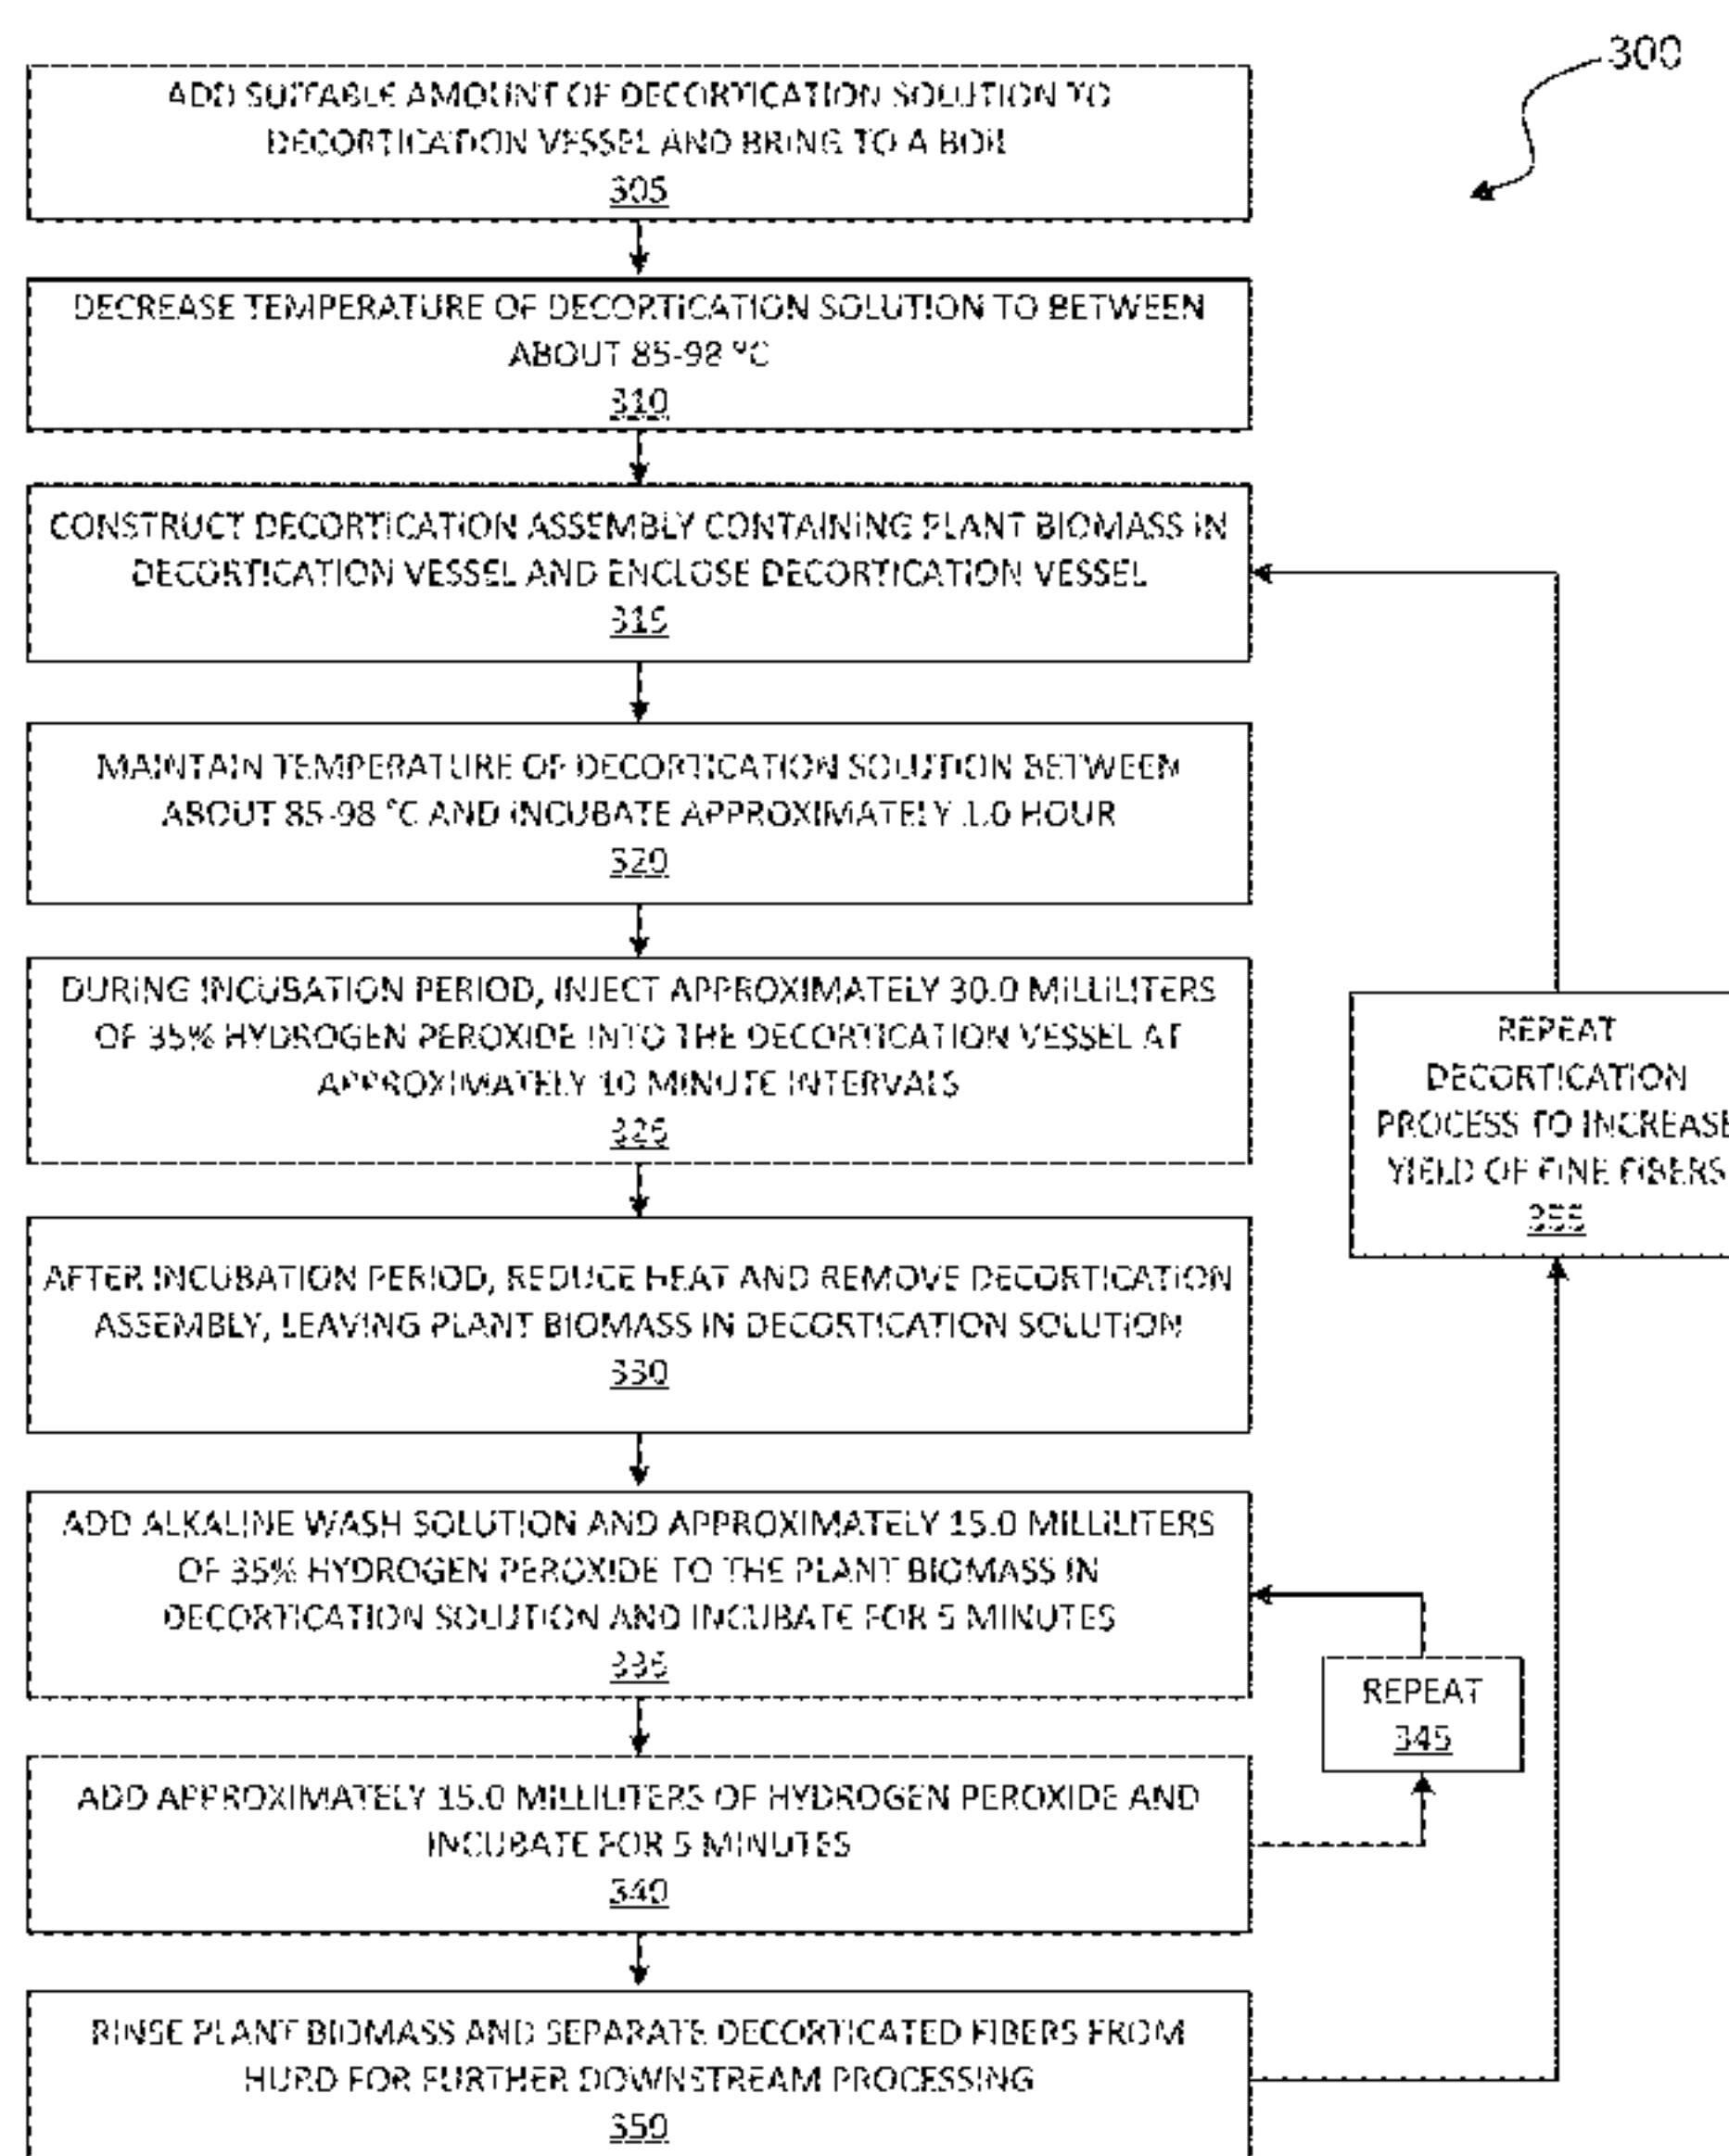 300
ADD SUITABLE AMOUNT OF DECORTICATION SOLUTION TO
DECORTICATION VESSEL AND BRING TO A BOIL
305
DECREASE TEMPERATURE OF DECORTICATION SOLUTION TO BETWEEN
ABOUT 85-98 °C
310
CONSTRUCT DECORTICATION ASSEMBLY CONTAINING PLANT BIOMASS IN
DECORTICATION VESSEL AND ENCLOSE DECORTICATION VESSEL
315
MAINTAIN TEMPERATURE OF DECORTICATION SOLUTION BETWEEN
ABOUT 85-98 °C AND INCUBATE APPROXIMATELY 1.0 HOUR
320
DURING INCUBATION PERIOD, INJECT APPROXIMATELY 30.0 MILLILITERS
OF 35% HYDROGEN PEROXIDE INTO THE DECORTICATION VESSEL AT
APPROXIMATELY 10 MINUTE INTERVALS
325
REPEAT
DECORTICATION
PROCESS TO INCREASE
YIELD OF FINE FIBERS
355
AFTER INCUBATION PERIOD, REDUCE HEAT AND REMOVE DECORTICATION
ASSEMBLY, LEAVING PLANT BIOMASS IN DECORTICATION SOLUTION
330
ADD ALKALINE WASH SOLUTION AND APPROXIMATELY 15.0 MILLILITERS
OF 35% HYDROGEN PEROXIDE TO THE PLANT BIOMASS IN
DECORTICATION SOLUTION AND INCUBATE FOR 5 MINUTES
335
REPEAT
345
ADD APPROXIMATELY 15.0 MILLILITERS OF HYDROGEN PEROXIDE AND
INCUBATE FOR 5 MINUTES
340
RINSE PLANT BIOMASS AND SEPARATE DECORTICATED FIBERS FROM
HURD FOR FURTHER DOWNSTREAM PROCESSING
350